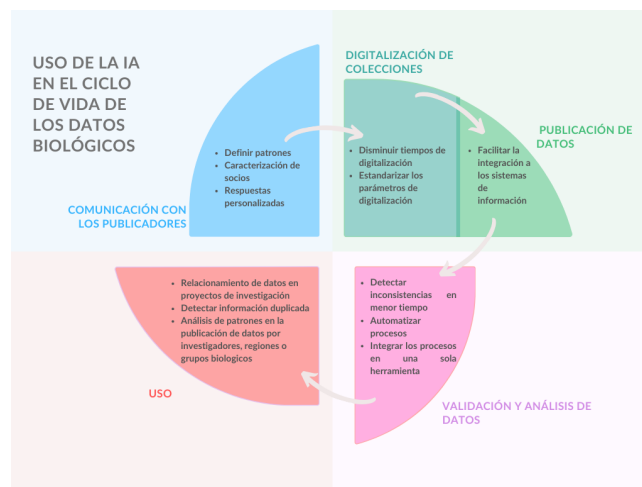 USO DE LA IA
EN EL CICLO
DE VIDA DE
LOS DATOS
BIOLÓGICOS
COMUNICACIÓN CON
LOS PUBLICADORES
• Definir patrones
• Caracterización de
socios
• Respuestas
personalizadas
DIGITALIZACIÓN DE
COLECCIONES
• Disminuir tiempos de
digitalización
• Estandarizar los
parámetros de
digitalización
PUBLICACIÓN DE
DATOS
• Facilitar la
integración a
los sistemas
de
información
• Detectar
inconsistencias en
menor tiempo
• Automatizar
procesos
• Integrar los procesos
en una sola
herramienta
VALIDACIÓN Y ANÁLISIS DE
DATOS
• Relacionamiento de datos en
proyectos de investigación
• Detectar información duplicada
• Análisis de patrones en la
publicación de datos por
investigadores, regiones o
grupos biologicos
USO